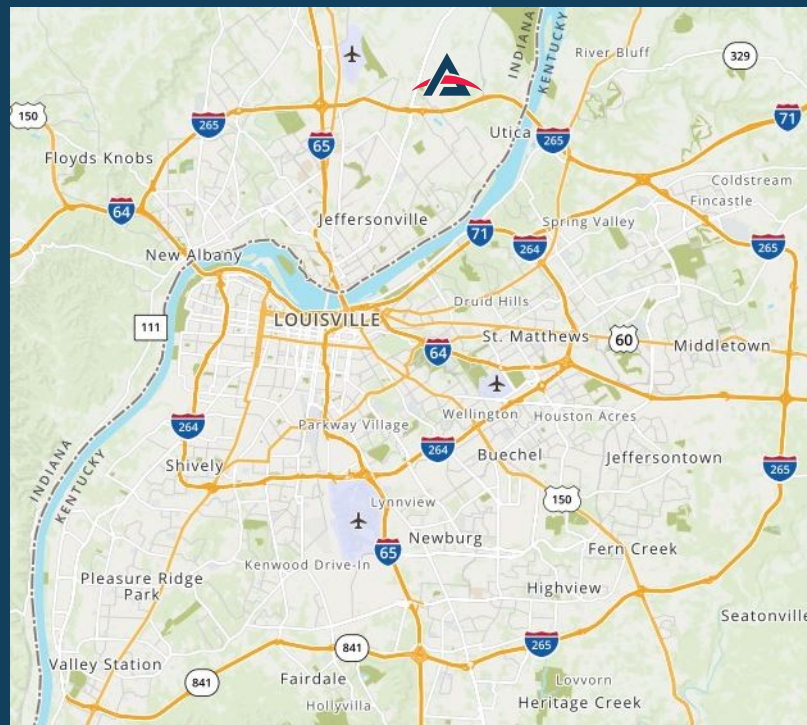 INDIANA
KENTUCKY
River Bluff
329
150
265
71
65
Utica
265
Floyds Knobs
Coldstream
Fincastle
64
Jeffersonville
71
Spring Valley
264
265
New Albany
Druid Hills
111
LOUISVILLE
St. Matthews
60
Middletown
64
Wellington
Houston Acres
264
Parkway Village
264
Buechel
Jeffersontown
Shively
265
INDIANA
KENTUCKY
Lynnview
150
Newburg
65
Fern Creek
Kenwood Drive-In
Pleasure Ridge
Park
Highview
Seatonville
841
265
Valley Station
841
Fairdale
Lovvorn
Hollyvilla
Heritage Creek